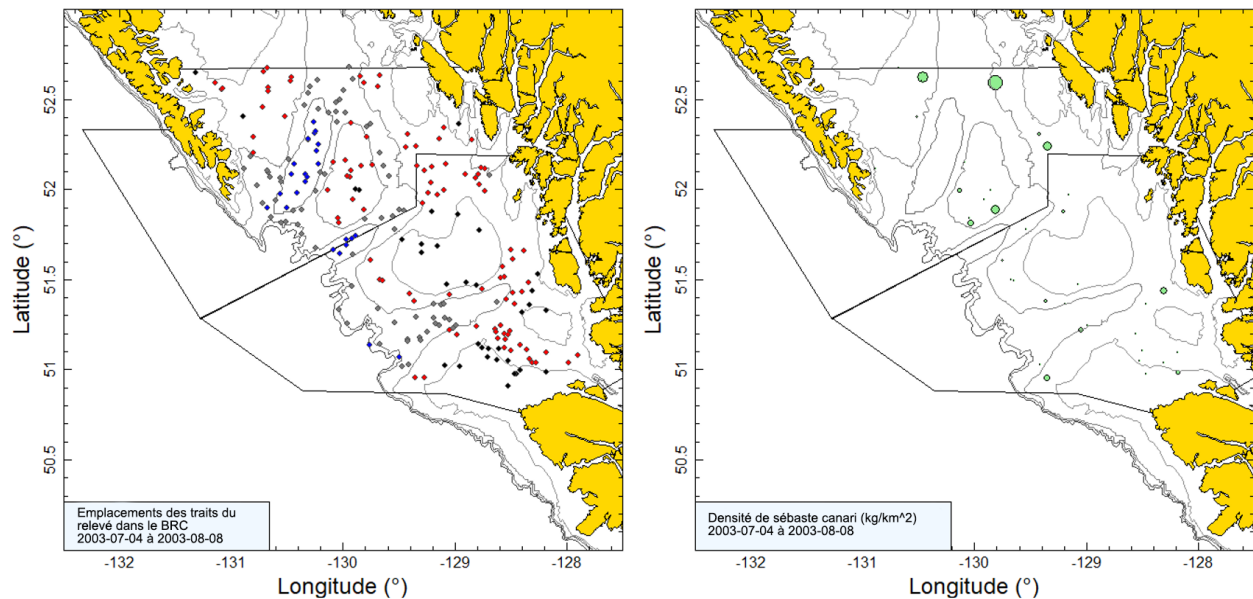 52.5
52
51.5
51
50.5
Latitude (°)
Emplacements des traits du
relevé dans le BRC
2003-07-04 à 2003-08-08
-132
-131
-130
-129
-128
Longitude (°)
52.5
52
51.5
51
50.5
Latitude (°)
Densité de sébaste canari (kg/km^2)
2003-07-04 à 2003-08-08
-132
-131
-130
-129
-128
Longitude (°)